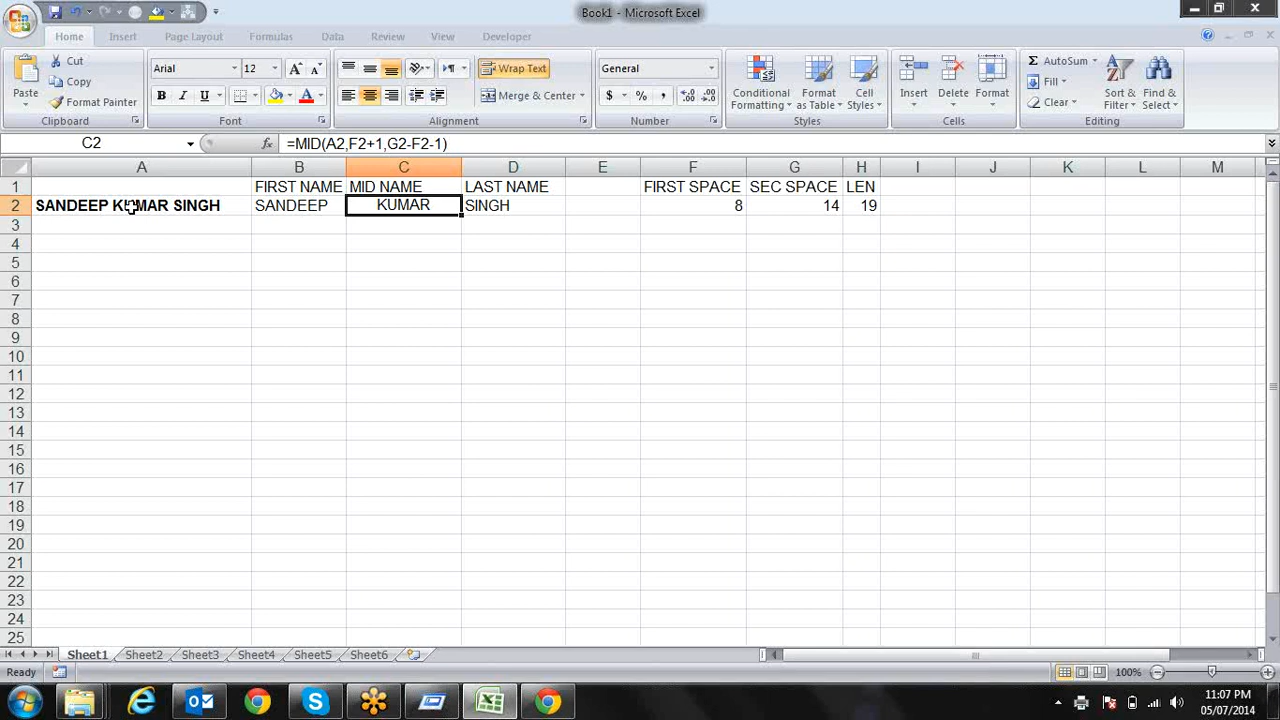 Book1 - Microsoft Excel
Home Insert Page Layout Formulas Data Review View Developer
Paste Cut Copy Format Painter
Arial 12 A A
B I U A
Wrap Text
Merge & Center
General
$ % ,
Conditional Formatting Format as Table Cell Styles
Insert Delete Format
Σ AutoSum Fill Clear
Sort & Filter Find & Select
Clipboard Font Alignment Number Styles Cells Editing
C2 fx =MID(A2,F2+1,G2-F2-1)
A B C D E F G H I J K L M
1 FIRST NAME MID NAME LAST NAME FIRST SPACE SEC SPACE LEN
2 SANDEEP KUMAR SINGH SANDEEP KUMAR SINGH 8 14 19
3
4
5
6
7
8
9
10
11
12
13
14
15
16
17
18
19
20
21
22
23
24
25
Sheet1 Sheet2 Sheet3 Sheet4 Sheet5 Sheet6
Ready 100%
11:07 PM
05/07/2014